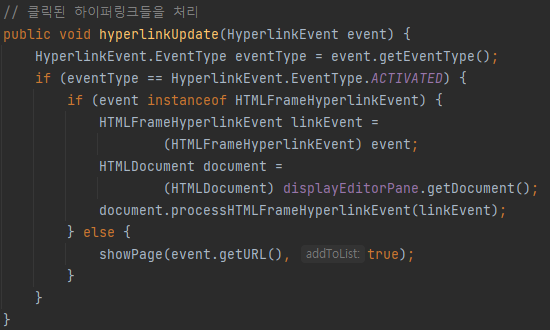 // 클릭된 하이퍼링크들을 처리
public void hyperlinkUpdate(HyperlinkEvent event) {
    HyperlinkEvent.EventType eventType = event.getEventType();
    if (eventType == HyperlinkEvent.EventType.ACTIVATED) {
        if (event instanceof HTMLFrameHyperlinkEvent) {
            HTMLFrameHyperlinkEvent linkEvent =
                    (HTMLFrameHyperlinkEvent) event;
            HTMLDocument document =
                    (HTMLDocument) displayEditorPane.getDocument();
            document.processHTMLFrameHyperlinkEvent(linkEvent);
        } else {
            showPage(event.getURL(), addToList: true);
        }
    }
}